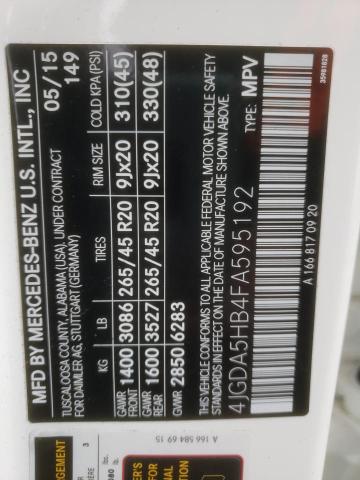 MFD BY MERCEDES-BENZ U.S. INTL., INC
TUSCALOOSA COUNTY, ALABAMA (USA), UNDER CONTRACT 05/15
FOR DAIMLER AG, STUTTGART (GERMANY) 149
KG LB TIRES RIM SIZE COLD KPA(PSI)
GAWR FRONT 1400 3086 265/45 R20 9Jx20 310(45)
GAWR REAR 1600 3527 265/45 R20 9Jx20 330(48)
GVWR 2850 6283
THIS VEHICLE CONFORMS TO ALL APPLICABLE FEDERAL MOTOR VEHICLE SAFETY
STANDARDS IN EFFECT ON THE DATE OF MANUFACTURE SHOWN ABOVE.
4JGDA5HB4FA595192 TYPE: MPV
A 166 817 09 20
35981828
A 166 584 69 15